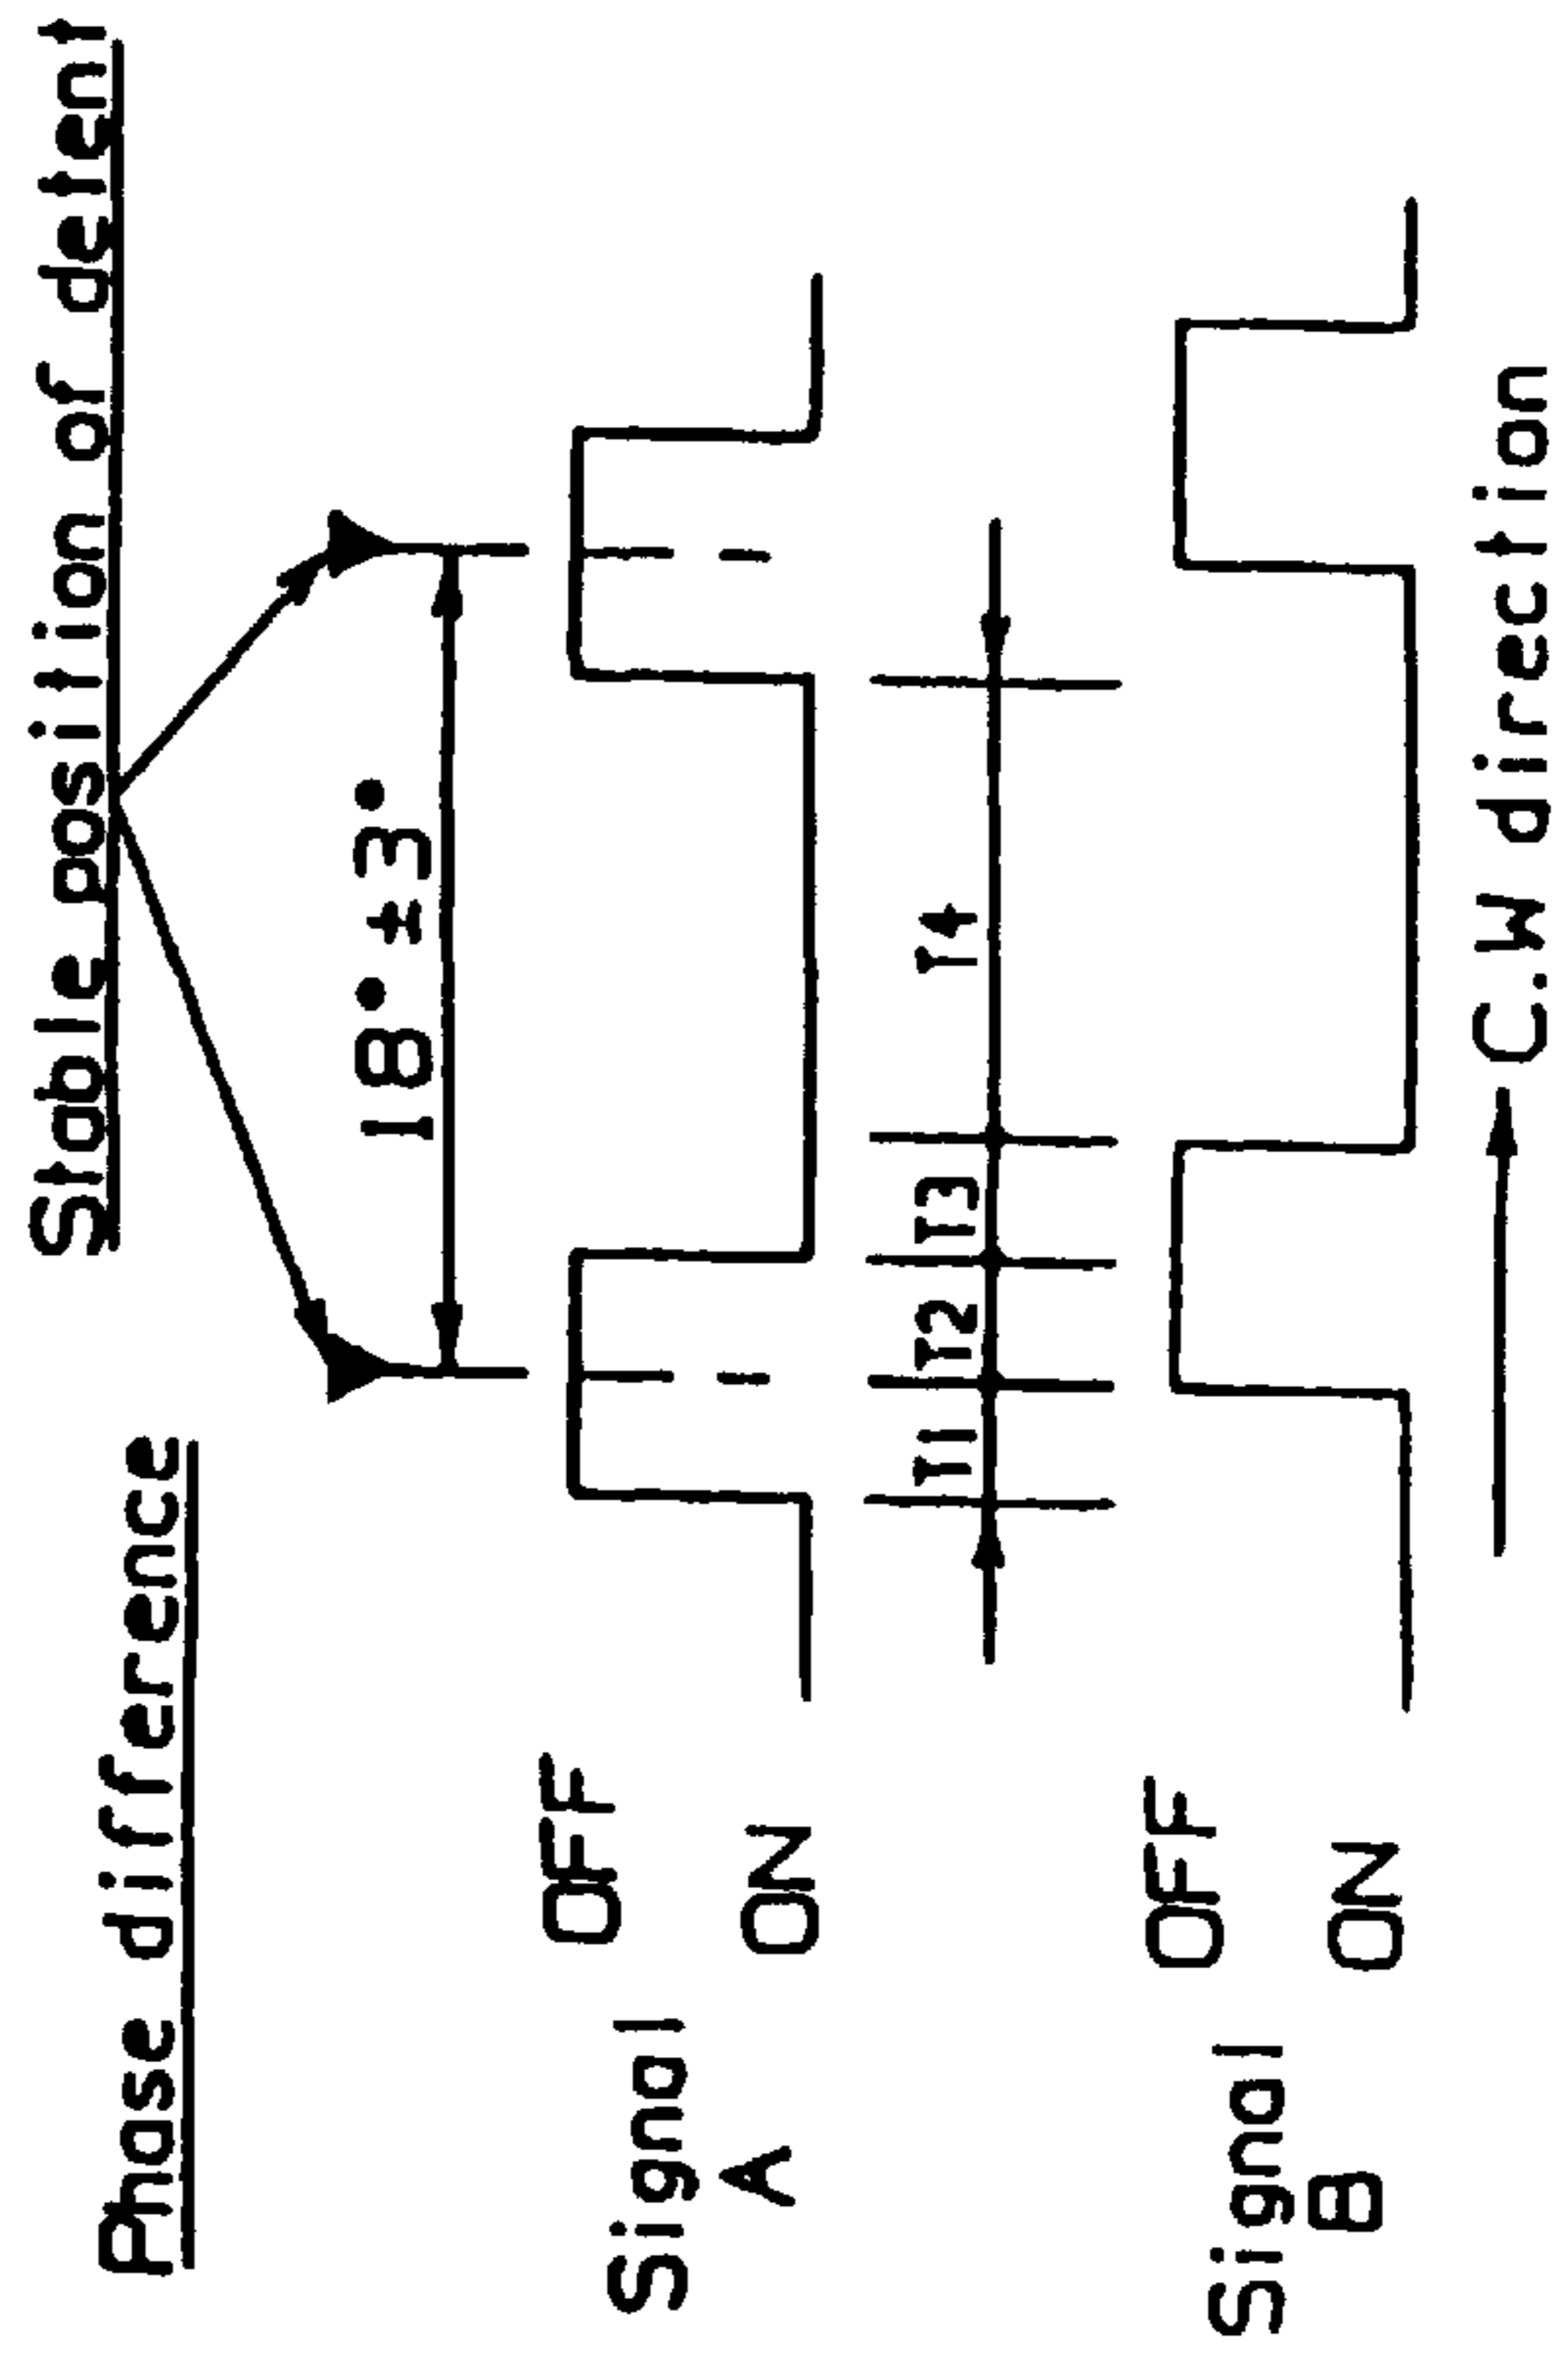 Phase difference
Stable position of detent
18° ±3°
Signal
A
OFF
ON
T1 T2 T3 T4
Signal
B
OFF
ON
C.W direction